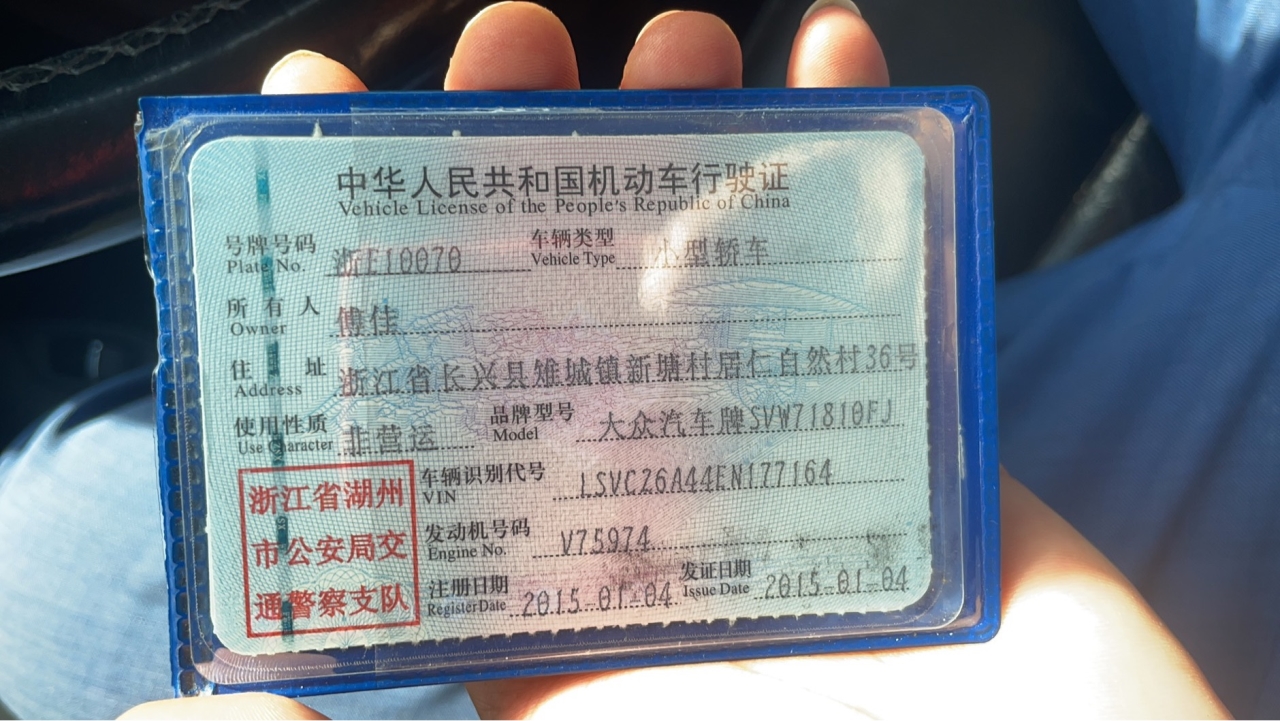 中华人民共和国机动车行驶证
Vehicle License of the People's Republic of China
号牌号码 浙E10070 车辆类型 小型轿车
Plate No. Vehicle Type
所有人 傅佳
Owner
住址 浙江省长兴县雉城镇新塘村居仁自然村36号
Address
使用性质 非营运 品牌型号 大众汽车牌SVW71810FJ
Use Character Model
浙江省湖州
市公安局交
通警察支队
车辆识别代号 LSVCZ6A44EN177164
VIN
发动机号码 V75974
Engine No.
注册日期 2015-01-04 发证日期 2015-01-04
Register Date Issue Date